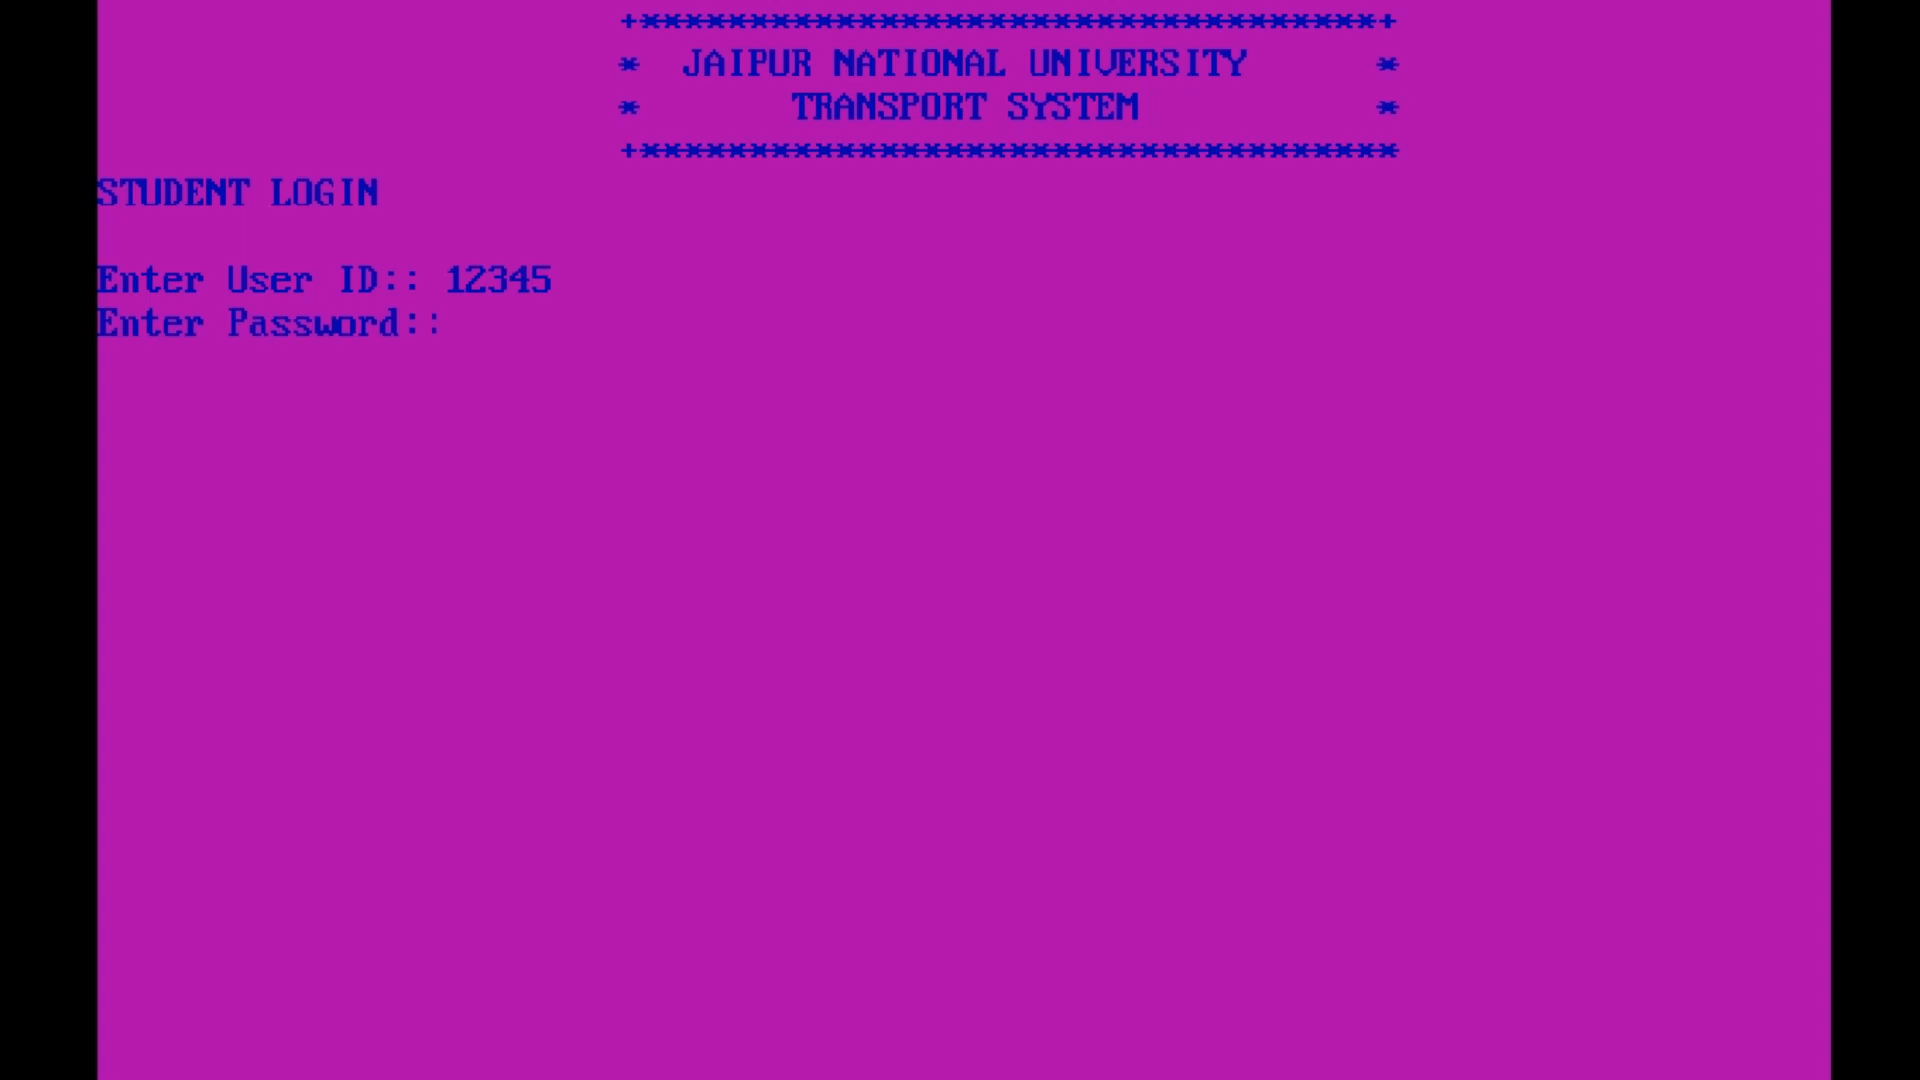 +**********************************+
*  JAIPUR NATIONAL UNIVERSITY      *
*       TRANSPORT SYSTEM           *
+***********************************
STUDENT LOGIN
Enter User ID:: 12345
Enter Password::